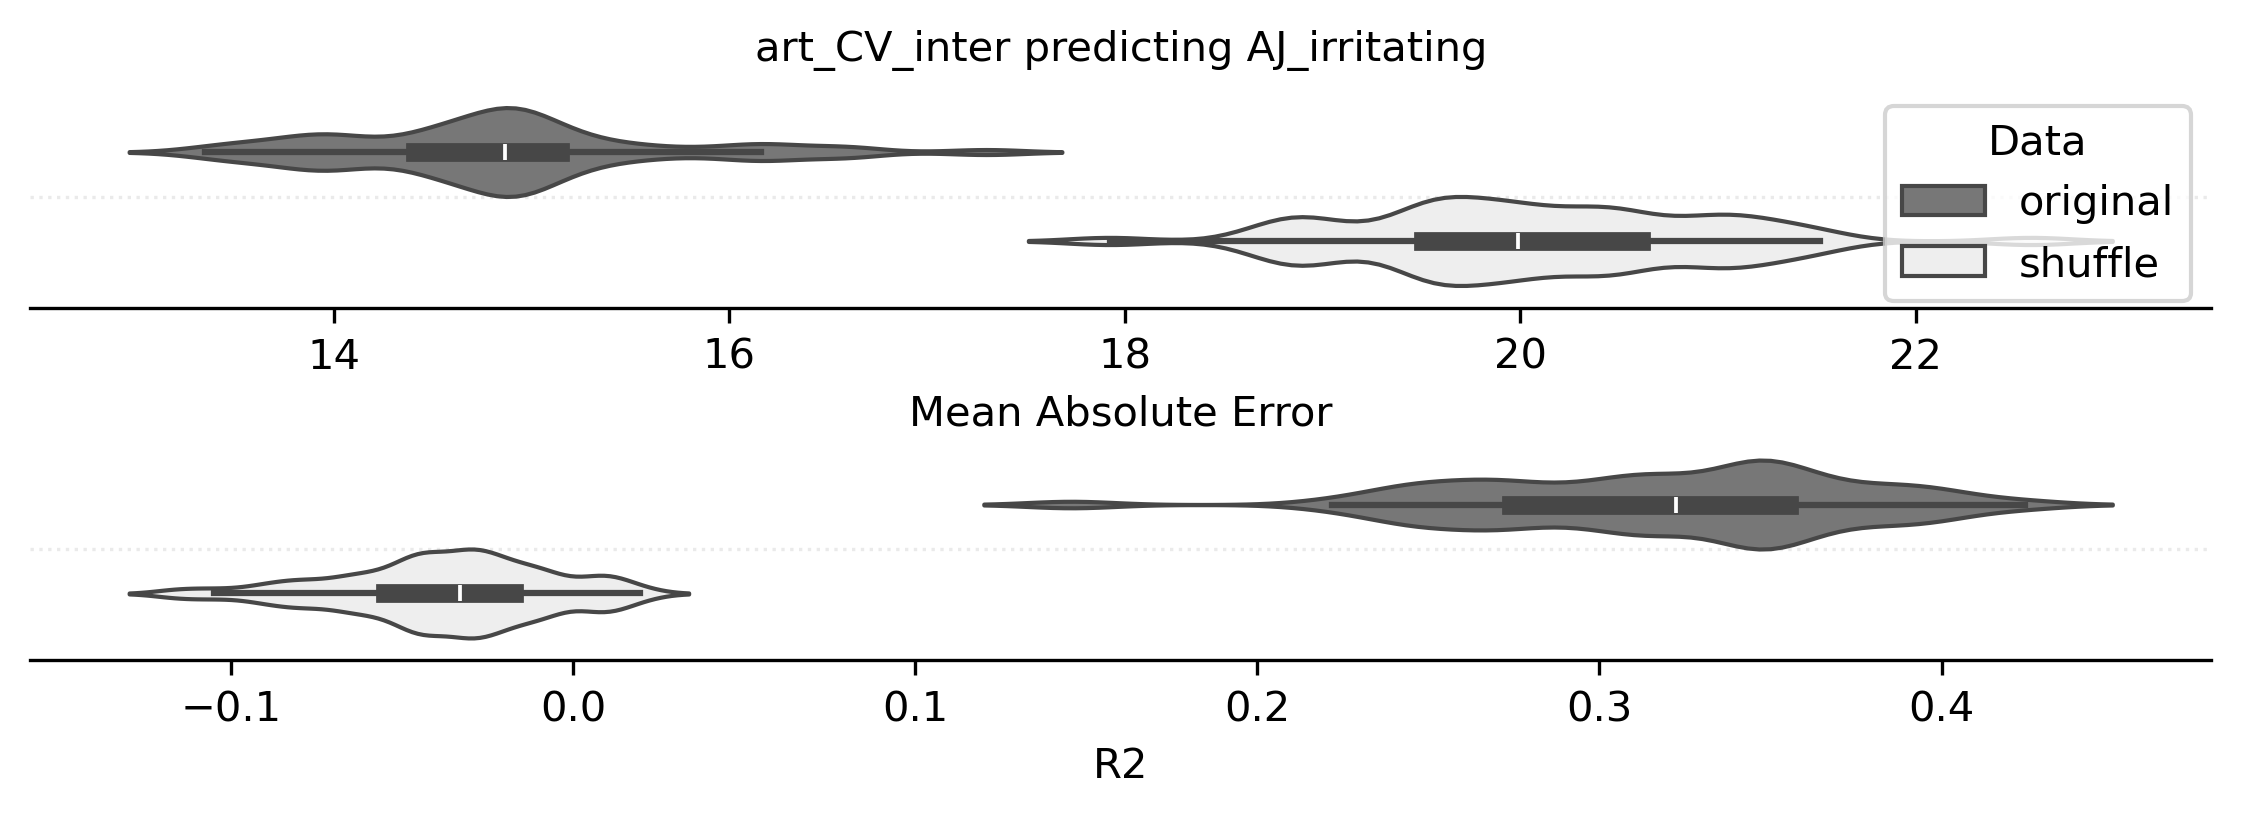 art_CV_inter predicting AJ_irritating
Data
original
shuffle
14 16 18 20 22
Mean Absolute Error
−0.1 0.0 0.1 0.2 0.3 0.4
R2